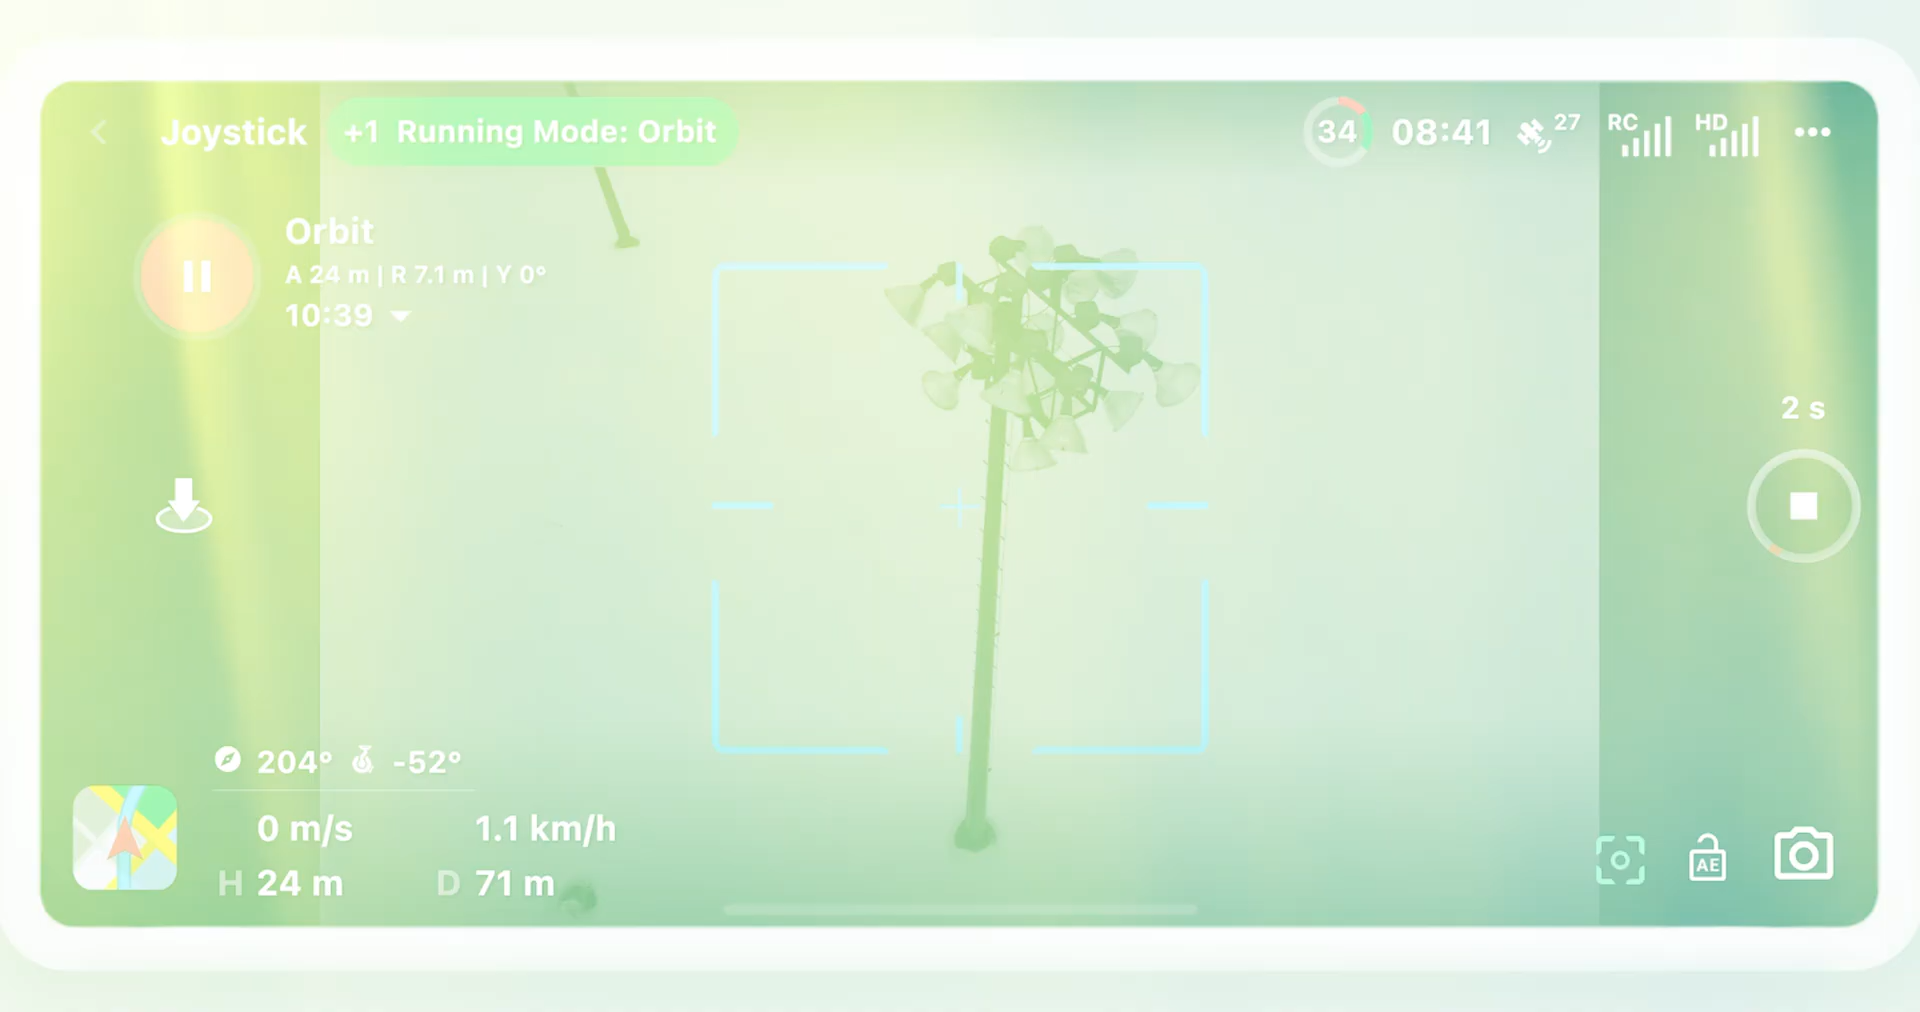 Joystick
+1 Running Mode: Orbit
34
08:41
27
RC
HD
Orbit
A 24 m | R 7.1 m | Y 0°
10:39
2 s
204°
-52°
0 m/s
1.1 km/h
H 24 m
D 71 m
AE